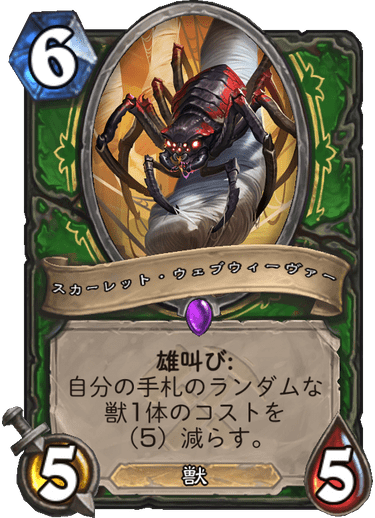 6
スカーレット・ウェブウィーヴァー
雄叫び:
自分の手札のランダムな
獣1体のコストを
（5）減らす。
獣
5
5